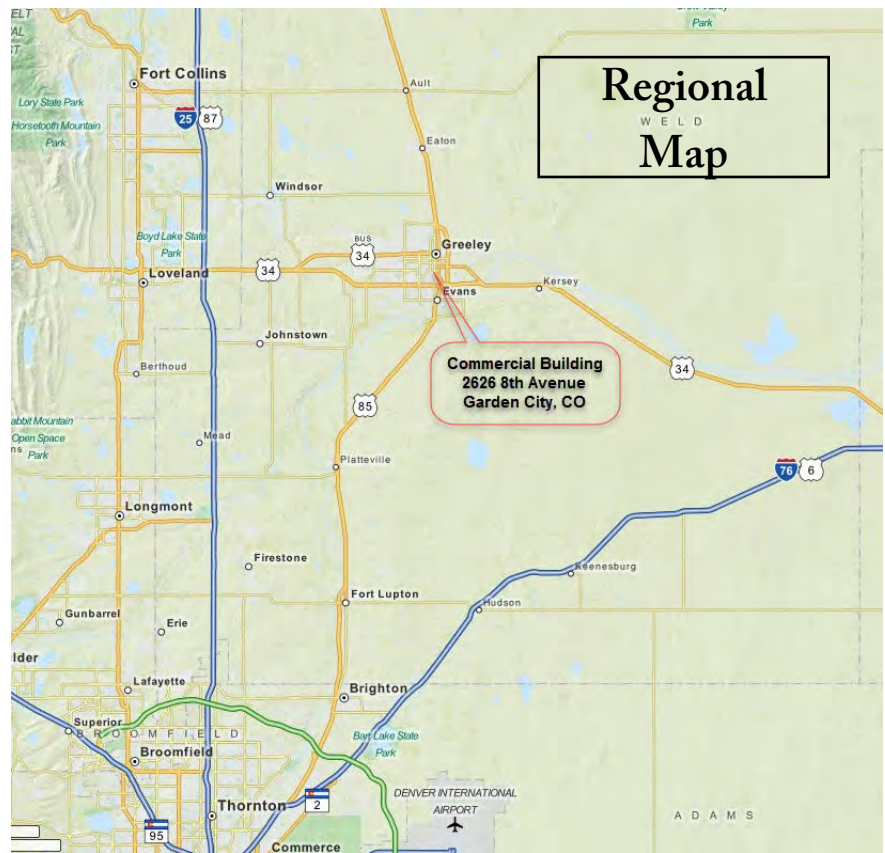 ELT
Park
Fort Collins
Ault
Regional
WELD
Map
Lory State Park
25
87
Horsetooth Mountain
Park
Eaton
Windsor
Boyd Lake State
Park
BUS
34
Greeley
Loveland
34
Kersey
Evans
Johnstown
Commercial Building
2626 8th Avenue
Garden City, CO
Berthoud
34
85
abbit Mountain
Open Space
Park
ns
Mead
Platteville
76
6
Longmont
Firestone
Keenesburg
Fort Lupton
Hudson
Gunbarrel
Erie
lder
Lafayette
Brighton
Superior
BROOMFIELD
Barr Lake State
Park
Broomfield
DENVER INTERNATIONAL
AIRPORT
Thornton
2
ADAMS
95
Commerce